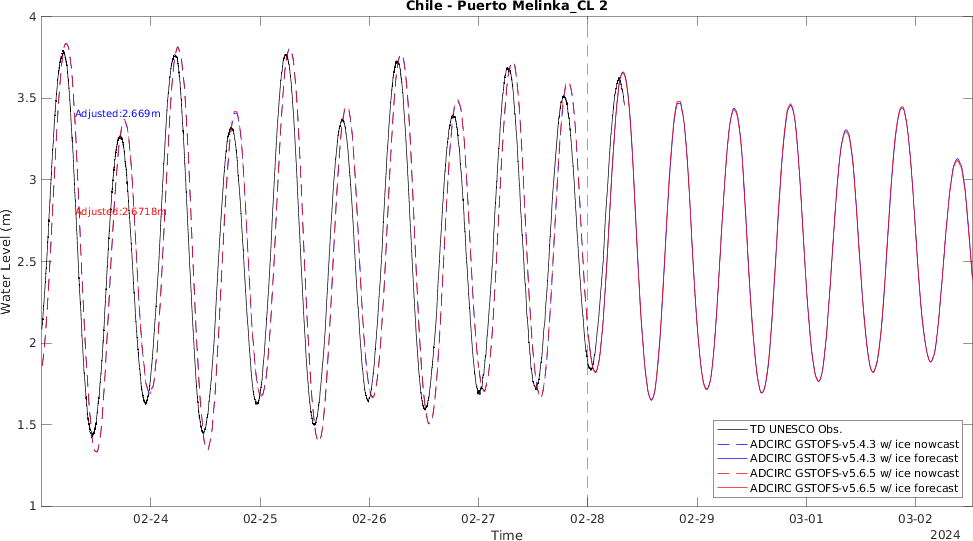 Chile - Puerto Melinka_CL 2
4
3.5
3
2.5
2
1.5
1
Water Level (m)
Adjusted:2.669m
Adjusted:2.6718m
TD UNESCO Obs.
ADCIRC GSTOFS-v5.4.3 w/ ice nowcast
ADCIRC GSTOFS-v5.4.3 w/ ice forecast
ADCIRC GSTOFS-v5.6.5 w/ ice nowcast
ADCIRC GSTOFS-v5.6.5 w/ ice forecast
02-24 02-25 02-26 02-27 02-28 02-29 03-01 03-02
Time
2024